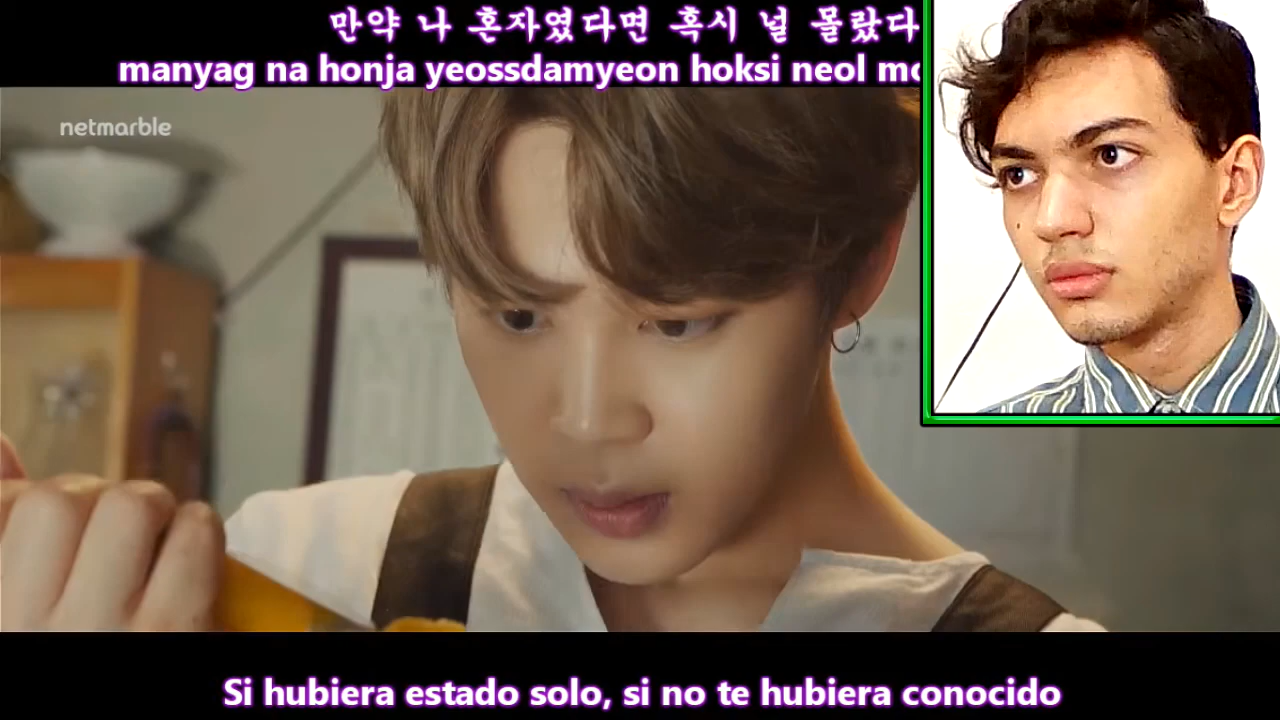 만약 나 혼자였다면 혹시 널 몰랐다
manyag na honja yeossdamyeon hoksi neol
netmarble
Si hubiera estado solo, si no te hubiera conocido